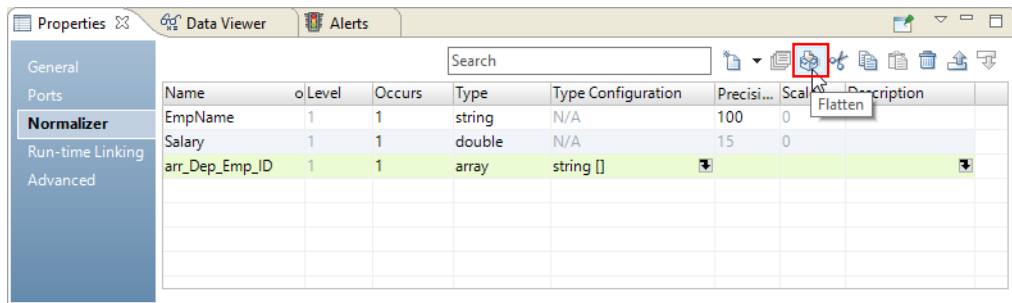 Properties Data Viewer Alerts
General
Ports
Normalizer
Run-time Linking
Advanced
Search
Name o Level Occurs Type Type Configuration Precisi... Scale Description
Flatten
EmpName 1 1 string N/A 100 0
Salary 1 1 double N/A 15 0
arr_Dep_Emp_ID 1 1 array string []